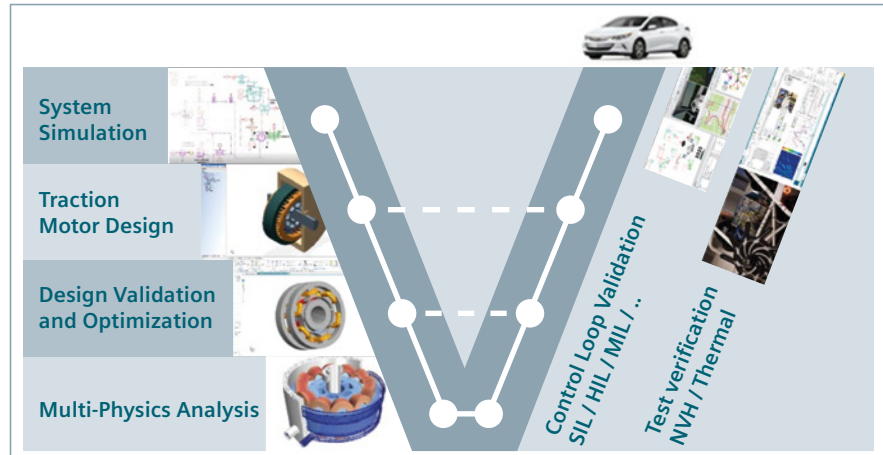 System
Simulation
Traction
Motor Design
Design Validation
and Optimization
Multi-Physics Analysis
Control Loop Validation
SIL / HIL / MIL / ..
Test verification
NVH / Thermal